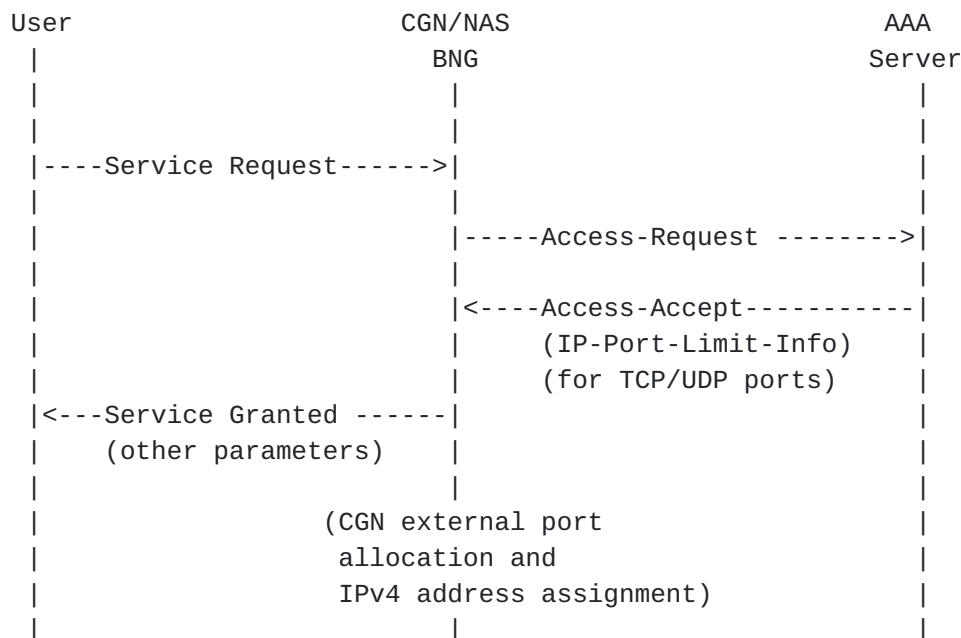 User                    CGN/NAS                      AAA
 |                        BNG                      Server
 |                         |                           |
 |                         |                           |
 |----Service Request------>|                           |
 |                         |                           |
 |                         |-----Access-Request -------->|
 |                         |                           |
 |                         |<----Access-Accept-----------|
 |                         |     (IP-Port-Limit-Info)    |
 |                         |     (for TCP/UDP ports)     |
 |<---Service Granted ------|                           |
 |    (other parameters)    |                           |
 |                         |                           |
 |                  (CGN external port                  |
 |                   allocation and                     |
 |                   IPv4 address assignment)           |
 |                         |                           |